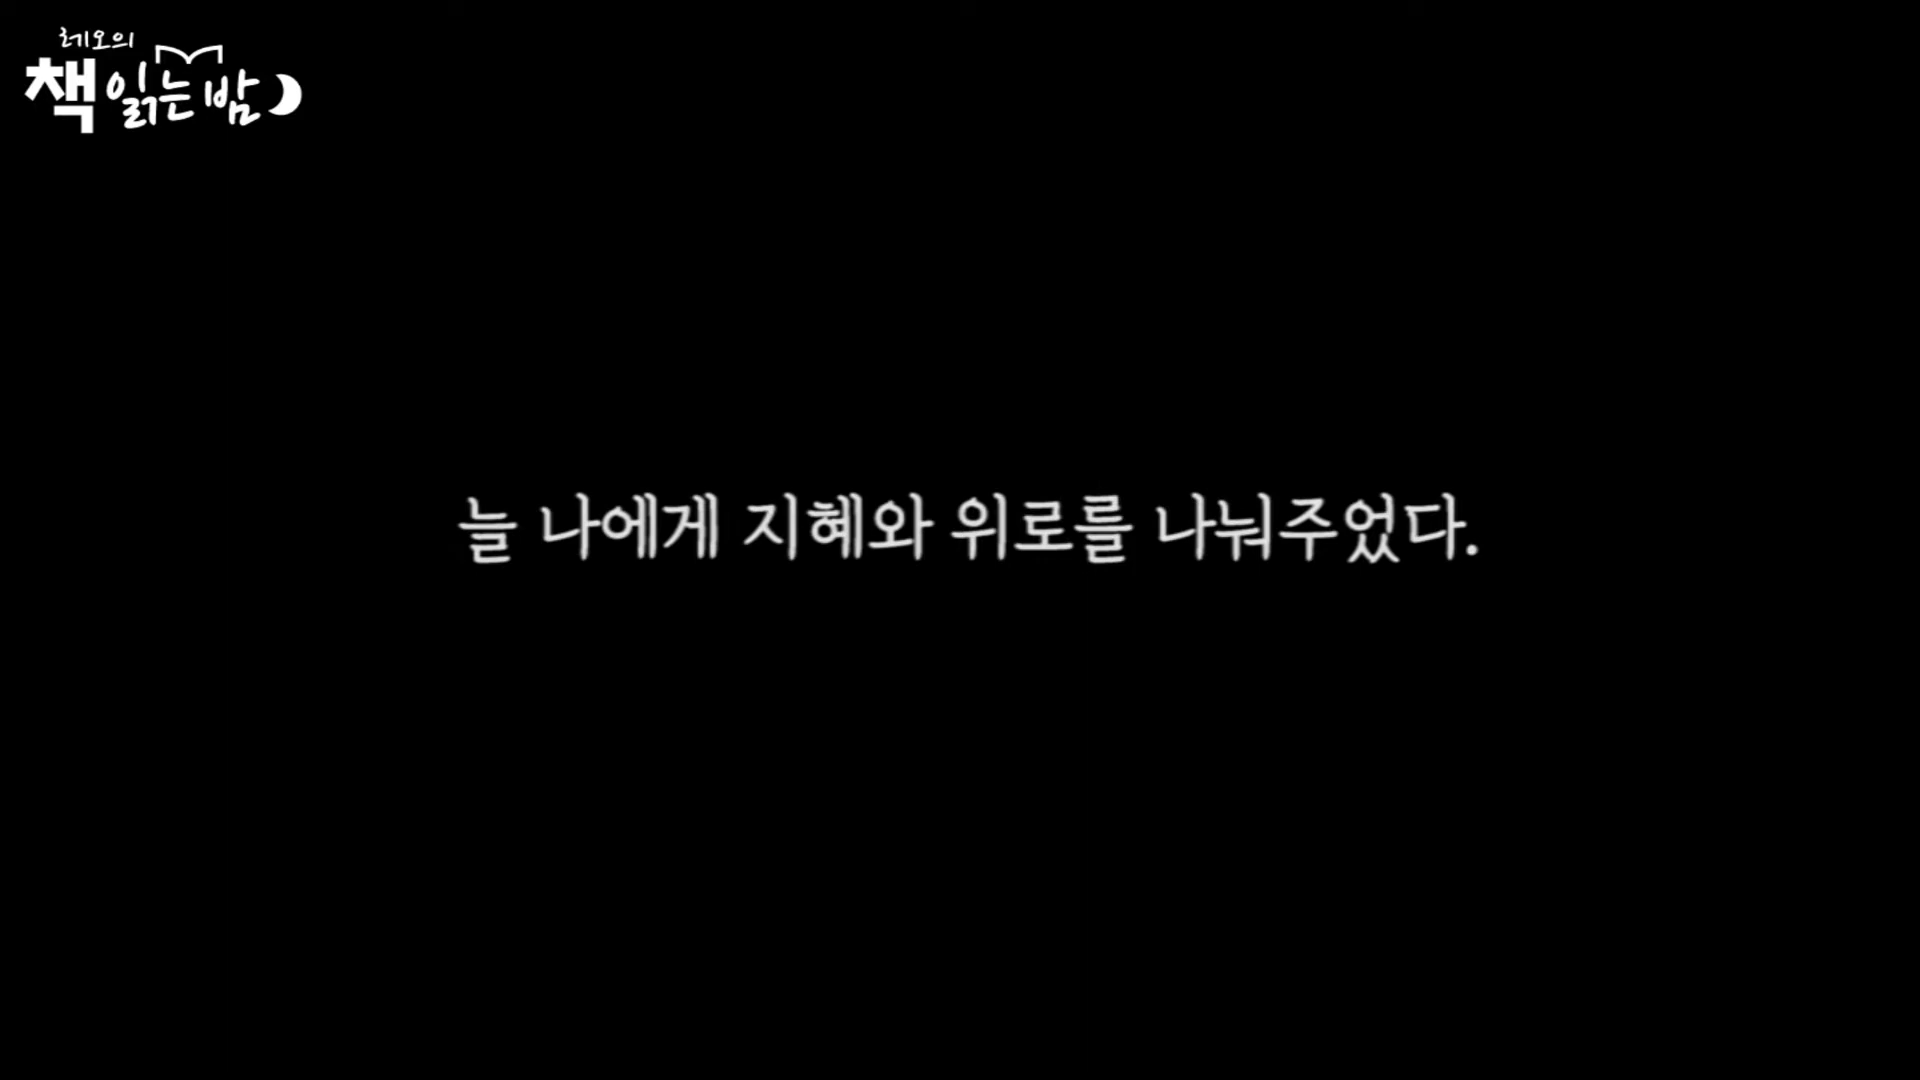 레오의
책 읽는 밤
늘 나에게 지혜와 위로를 나눠주었다.